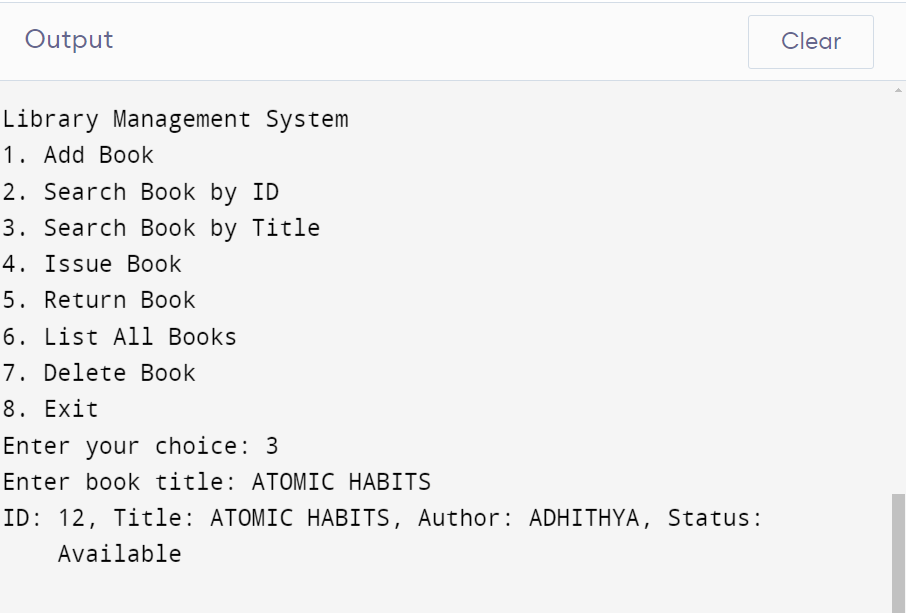 Output
Clear
Library Management System
1. Add Book
2. Search Book by ID
3. Search Book by Title
4. Issue Book
5. Return Book
6. List All Books
7. Delete Book
8. Exit
Enter your choice: 3
Enter book title: ATOMIC HABITS
ID: 12, Title: ATOMIC HABITS, Author: ADHITHYA, Status:
Available